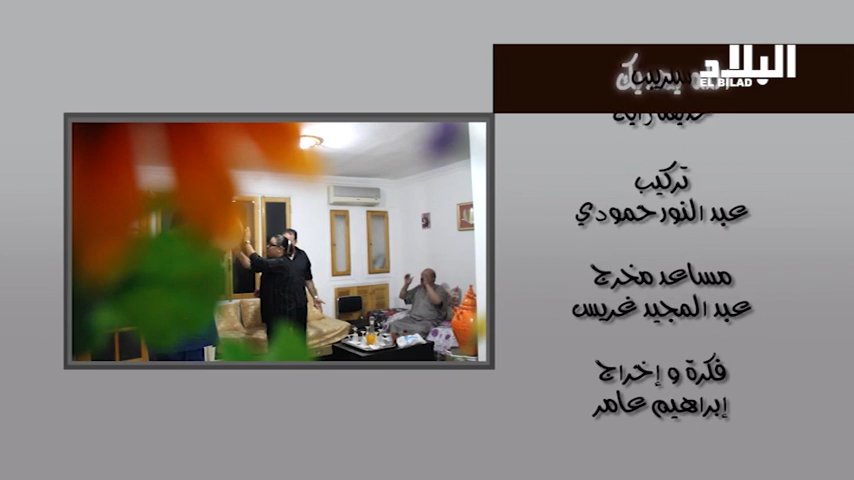 البلاد
EL BILAD
تركيب
عبد النور حمودي
مساعد مخرج
عبد المجيد غريس
فكرة و إخراج
إبراهيم عامر